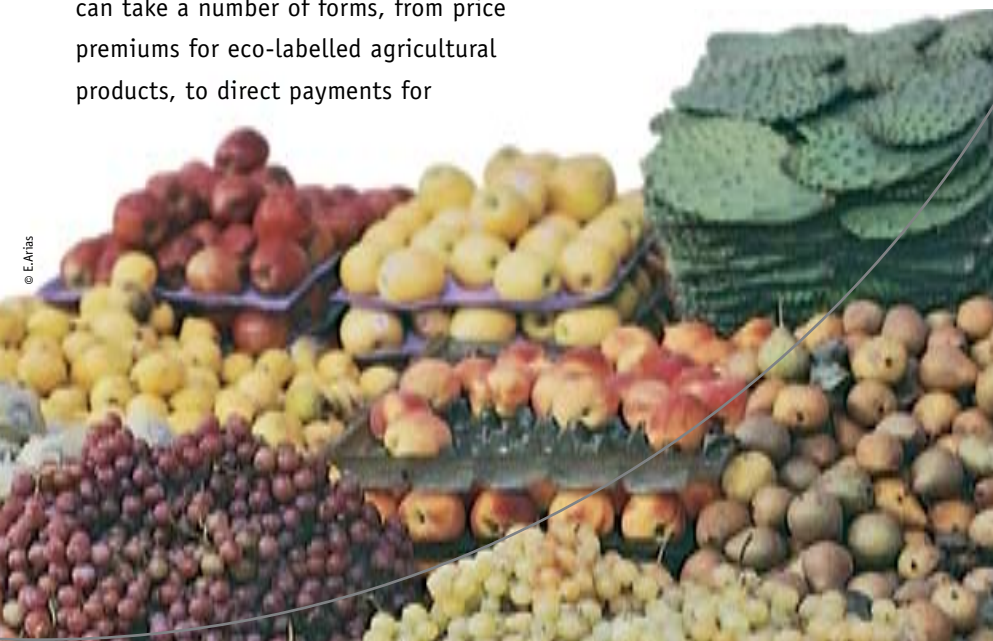 can take a number of forms, from price
premiums for eco-labelled agricultural
products, to direct payments for
© E.Arias